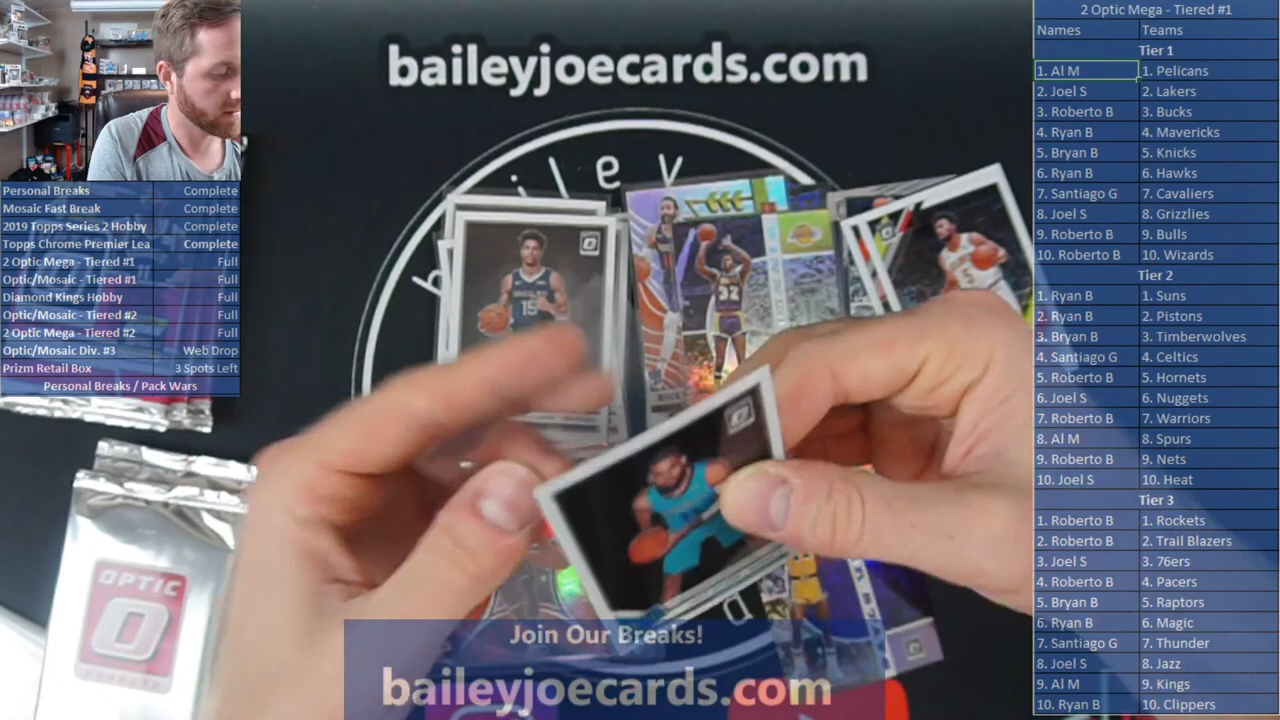 baileyjoecards.com
2 Optic Mega - Tiered #1
Names Teams
Tier 1
1. Al M 1. Pelicans
2. Joel S 2. Lakers
3. Roberto B 3. Bucks
4. Ryan B 4. Mavericks
5. Bryan B 5. Knicks
6. Ryan B 6. Hawks
7. Santiago G 7. Cavaliers
8. Joel S 8. Grizzlies
9. Roberto B 9. Bulls
10. Roberto B 10. Wizards
Tier 2
1. Ryan B 1. Suns
2. Ryan B 2. Pistons
3. Bryan B 3. Timberwolves
4. Santiago G 4. Celtics
5. Roberto B 5. Hornets
6. Joel S 6. Nuggets
7. Roberto B 7. Warriors
8. Al M 8. Spurs
9. Roberto B 9. Nets
10. Joel S 10. Heat
Tier 3
1. Roberto B 1. Rockets
2. Roberto B 2. Trail Blazers
3. Joel S 3. 76ers
4. Roberto B 4. Pacers
5. Bryan B 5. Raptors
6. Ryan B 6. Magic
7. Santiago G 7. Thunder
8. Joel S 8. Jazz
9. Al M 9. Kings
10. Ryan B 10. Clippers
Personal Breaks Complete
Mosaic Fast Break Complete
2019 Topps Series 2 Hobby Complete
Topps Chrome Premier Lea Complete
2 Optic Mega - Tiered #1 Full
Optic/Mosaic - Tiered #1 Full
Diamond Kings Hobby Full
Optic/Mosaic - Tiered #2 Full
2 Optic Mega - Tiered #2 Full
Optic/Mosaic Div. #3 Web Drop
Prizm Retail Box 3 Spots Left
Personal Breaks / Pack Wars
iley
15
32
5
OPTIC
Join Our Breaks!
baileyjoecards.com